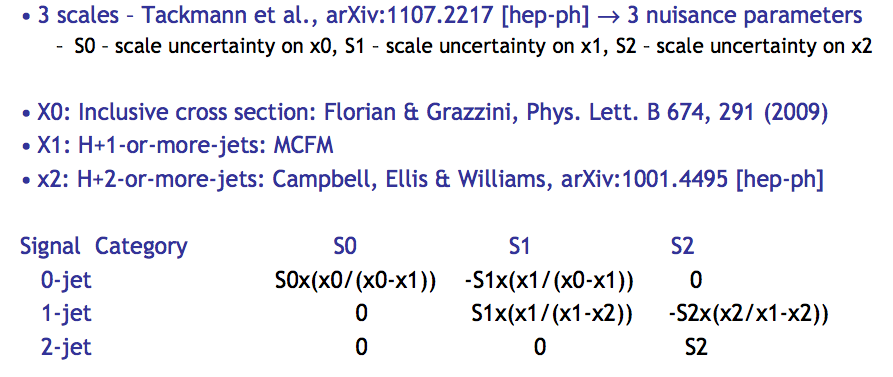 • 3 scales - Tackmann et al., arXiv:1107.2217 [hep-ph] → 3 nuisance parameters
- S0 - scale uncertainty on x0, S1 - scale uncertainty on x1, S2 - scale uncertainty on x2
• X0: Inclusive cross section: Florian & Grazzini, Phys. Lett. B 674, 291 (2009)
• X1: H+1-or-more-jets: MCFM
• x2: H+2-or-more-jets: Campbell, Ellis & Williams, arXiv:1001.4495 [hep-ph]
Signal Category S0 S1 S2
0-jet S0x(x0/(x0-x1)) -S1x(x1/(x0-x1)) 0
1-jet 0 S1x(x1/(x1-x2)) -S2x(x2/x1-x2))
2-jet 0 0 S2